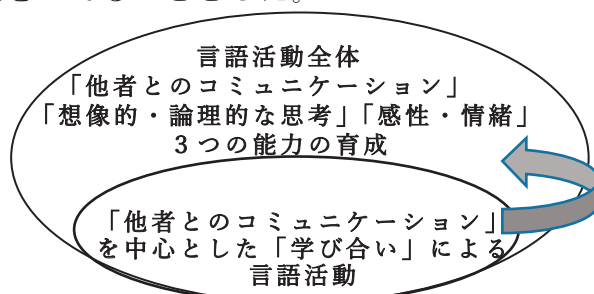 言語活動全体
「他者とのコミュニケーション」
「想像的・論理的な思考」「感性・情緒」
3つの能力の育成
「他者とのコミュニケーション」
を中心とした「学び合い」による
言語活動